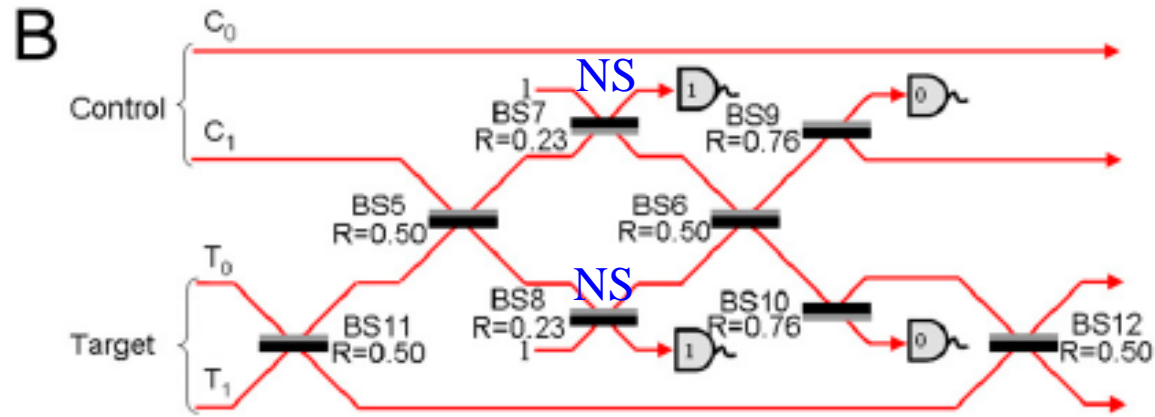 B
C0
Control
C1
1
NS
1
BS7
R=0.23
BS9
R=0.76
0
BS5
R=0.50
BS6
R=0.50
T0
Target
T1
BS11
R=0.50
NS
BS8
R=0.23
1
1
BS10
R=0.76
0
BS12
R=0.50